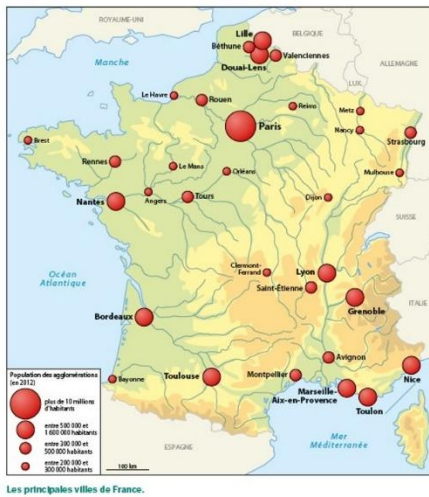 ROYAUME-UNI
BELGIQUE
ALLEMAGNE
LUX.
Manche
Lille
Béthune
Valenciennes
Douai-Lens
Le Havre
Rouen
Reims
Metz
Paris
Nancy
Strasbourg
Brest
Rennes
Le Mans
Orléans
Mulhouse
Nantes
Angers
Tours
Dijon
SUISSE
Océan
Atlantique
Clermont-
Ferrand
Lyon
Saint-Étienne
Grenoble
ITALIE
Bordeaux
Population des agglomérations
(en 2012)
plus de 10 millions
d'habitants
entre 500 000 et
1 600 000 habitants
entre 300 000 et
500 000 habitants
entre 200 000 et
300 000 habitants
Avignon
Bayonne
Toulouse
Montpellier
Nice
Marseille-
Aix-en-Provence
Toulon
Mer
Méditerranée
ESPAGNE
100 km
Les principales villes de France.